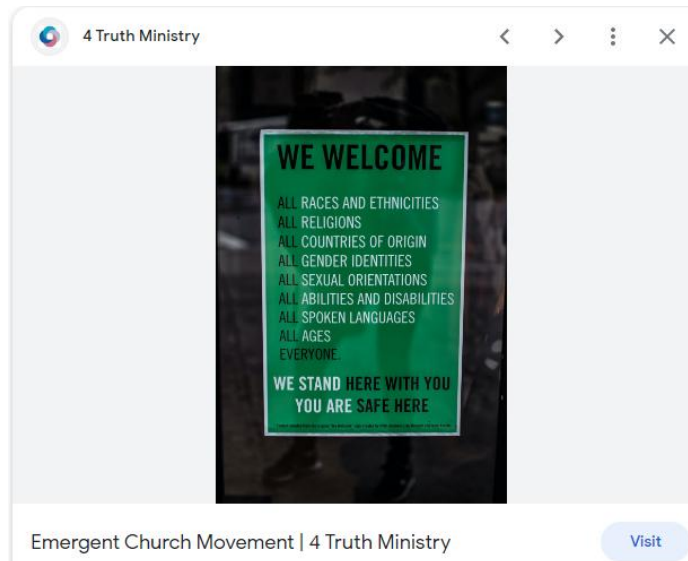 4 Truth Ministry
WE WELCOME
ALL RACES AND ETHNICITIES
ALL RELIGIONS
ALL COUNTRIES OF ORIGIN
ALL GENDER IDENTITIES
ALL SEXUAL ORIENTATIONS
ALL ABILITIES AND DISABILITIES
ALL SPOKEN LANGUAGES
ALL AGES
EVERYONE.
WE STAND HERE WITH YOU
YOU ARE SAFE HERE
Emergent Church Movement | 4 Truth Ministry
Visit